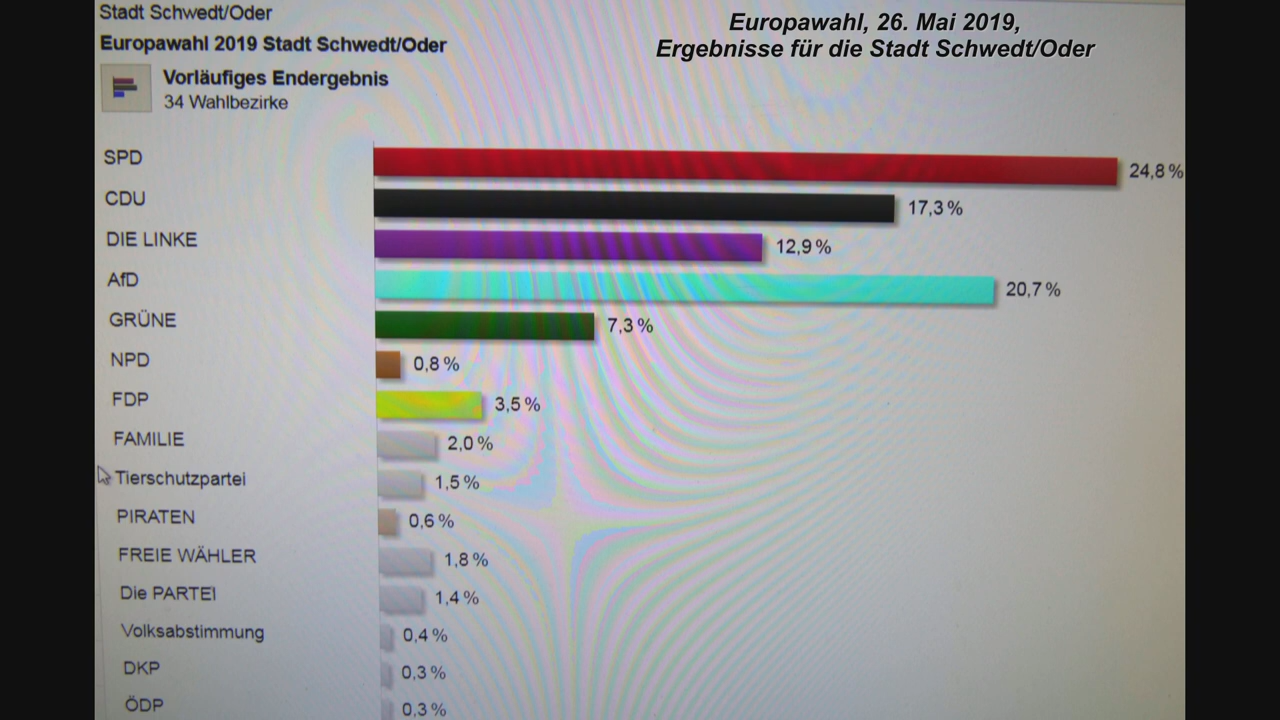 Stadt Schwedt/Oder
Europawahl, 26. Mai 2019,
Ergebnisse für die Stadt Schwedt/Oder
Europawahl 2019 Stadt Schwedt/Oder
Vorläufiges Endergebnis
34 Wahlbezirke
SPD 24,8 %
CDU 17,3 %
DIE LINKE 12,9 %
AfD 20,7 %
GRÜNE 7,3 %
NPD 0,8 %
FDP 3,5 %
FAMILIE 2,0 %
Tierschutzpartei 1,5 %
PIRATEN 0,6 %
FREIE WÄHLER 1,8 %
Die PARTEI 1,4 %
Volksabstimmung 0,4 %
DKP 0,3 %
ÖDP 0,3 %